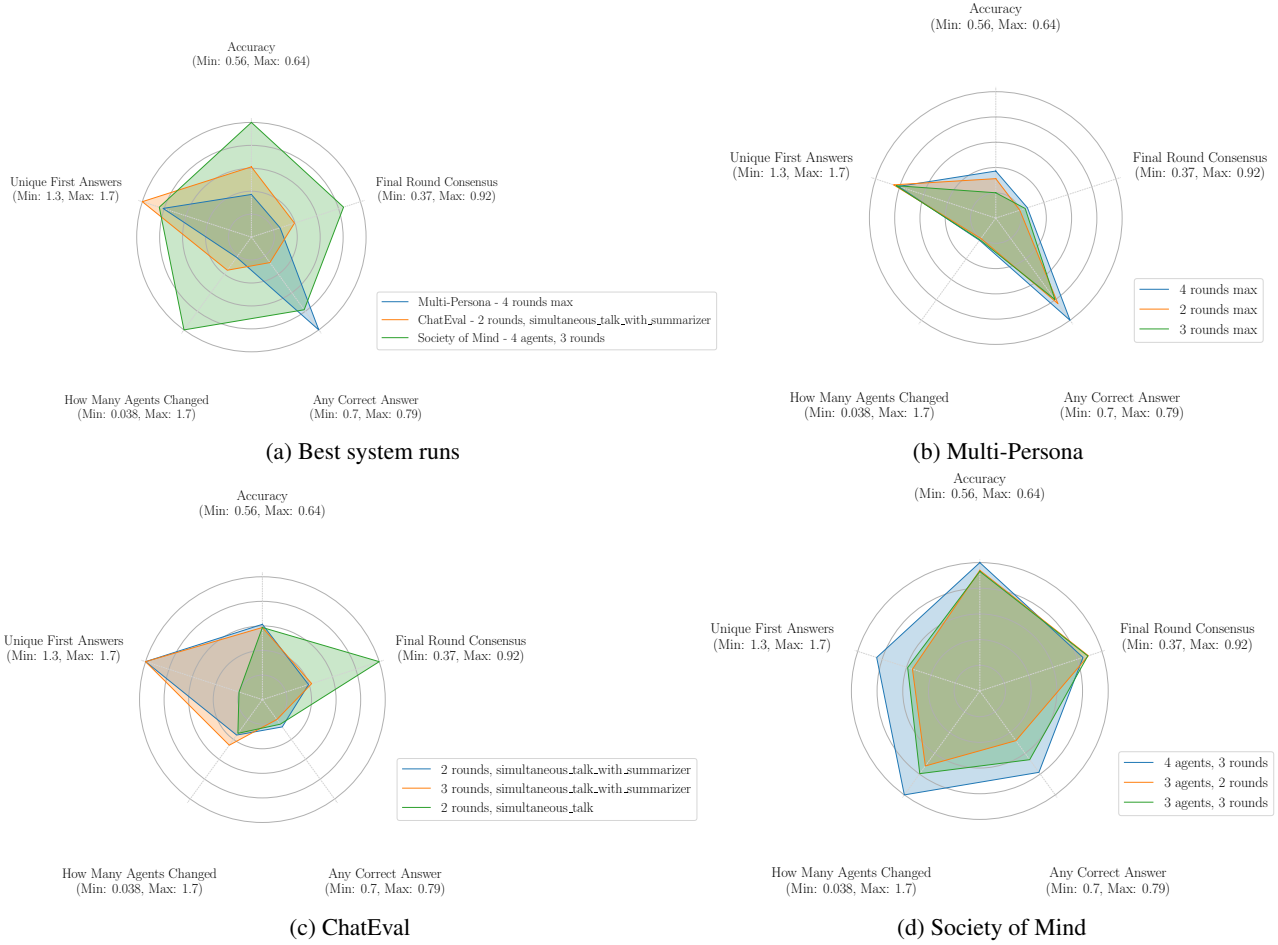 Accuracy
(Min: 0.56, Max: 0.64)
Unique First Answers
(Min: 1.3, Max: 1.7)
Final Round Consensus
(Min: 0.37, Max: 0.92)
Multi-Persona - 4 rounds max
ChatEval - 2 rounds, simultaneous_talk_with_summarizer
Society of Mind - 4 agents, 3 rounds
How Many Agents Changed
(Min: 0.038, Max: 1.7)
Any Correct Answer
(Min: 0.7, Max: 0.79)
(a) Best system runs
Accuracy
(Min: 0.56, Max: 0.64)
Unique First Answers
(Min: 1.3, Max: 1.7)
Final Round Consensus
(Min: 0.37, Max: 0.92)
4 rounds max
2 rounds max
3 rounds max
How Many Agents Changed
(Min: 0.038, Max: 1.7)
Any Correct Answer
(Min: 0.7, Max: 0.79)
(b) Multi-Persona
Accuracy
(Min: 0.56, Max: 0.64)
Unique First Answers
(Min: 1.3, Max: 1.7)
Final Round Consensus
(Min: 0.37, Max: 0.92)
2 rounds, simultaneous_talk_with_summarizer
3 rounds, simultaneous_talk_with_summarizer
2 rounds, simultaneous_talk
How Many Agents Changed
(Min: 0.038, Max: 1.7)
Any Correct Answer
(Min: 0.7, Max: 0.79)
(c) ChatEval
Accuracy
(Min: 0.56, Max: 0.64)
Unique First Answers
(Min: 1.3, Max: 1.7)
Final Round Consensus
(Min: 0.37, Max: 0.92)
4 agents, 3 rounds
3 agents, 2 rounds
3 agents, 3 rounds
How Many Agents Changed
(Min: 0.038, Max: 1.7)
Any Correct Answer
(Min: 0.7, Max: 0.79)
(d) Society of Mind